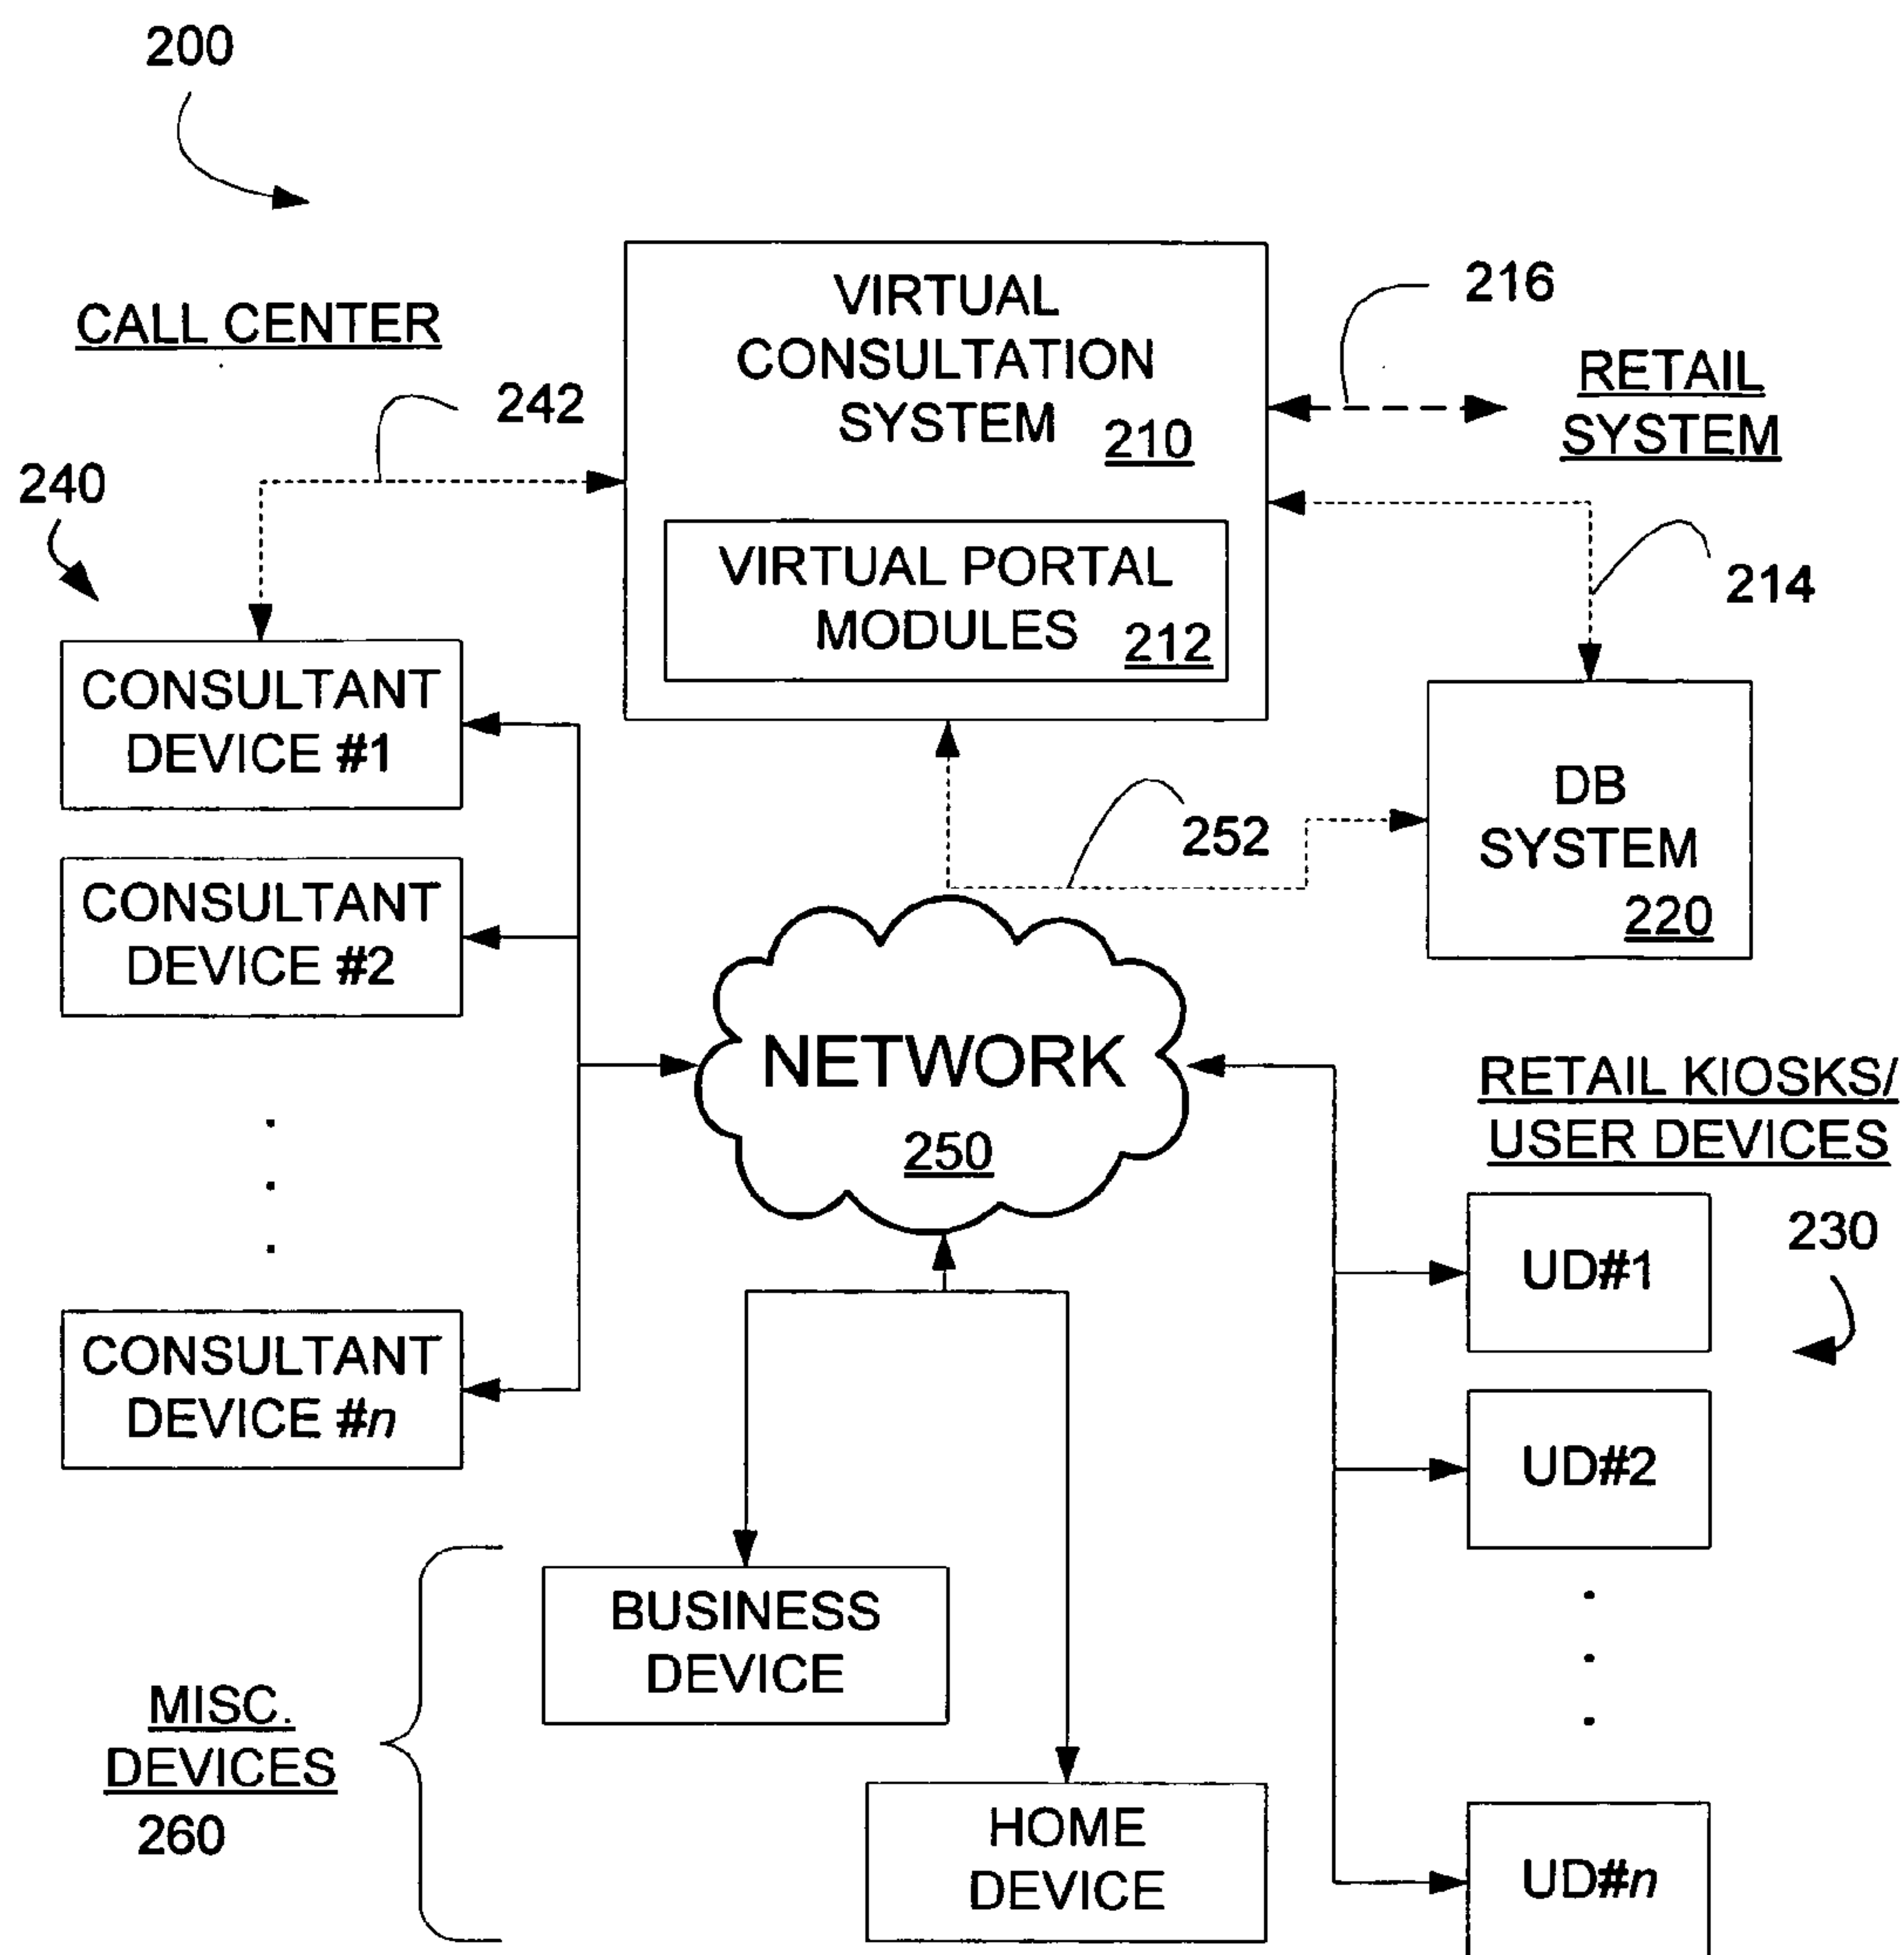 200
CALL CENTER
242
240
VIRTUAL
CONSULTATION
SYSTEM
210
VIRTUAL PORTAL
MODULES
212
216
RETAIL
SYSTEM
214
CONSULTANT
DEVICE #1
CONSULTANT
DEVICE #2
CONSULTANT
DEVICE #n
252
DB
SYSTEM
220
NETWORK
250
RETAIL KIOSKS/
USER DEVICES
230
UD#1
UD#2
UD#n
MISC.
DEVICES
260
BUSINESS
DEVICE
HOME
DEVICE